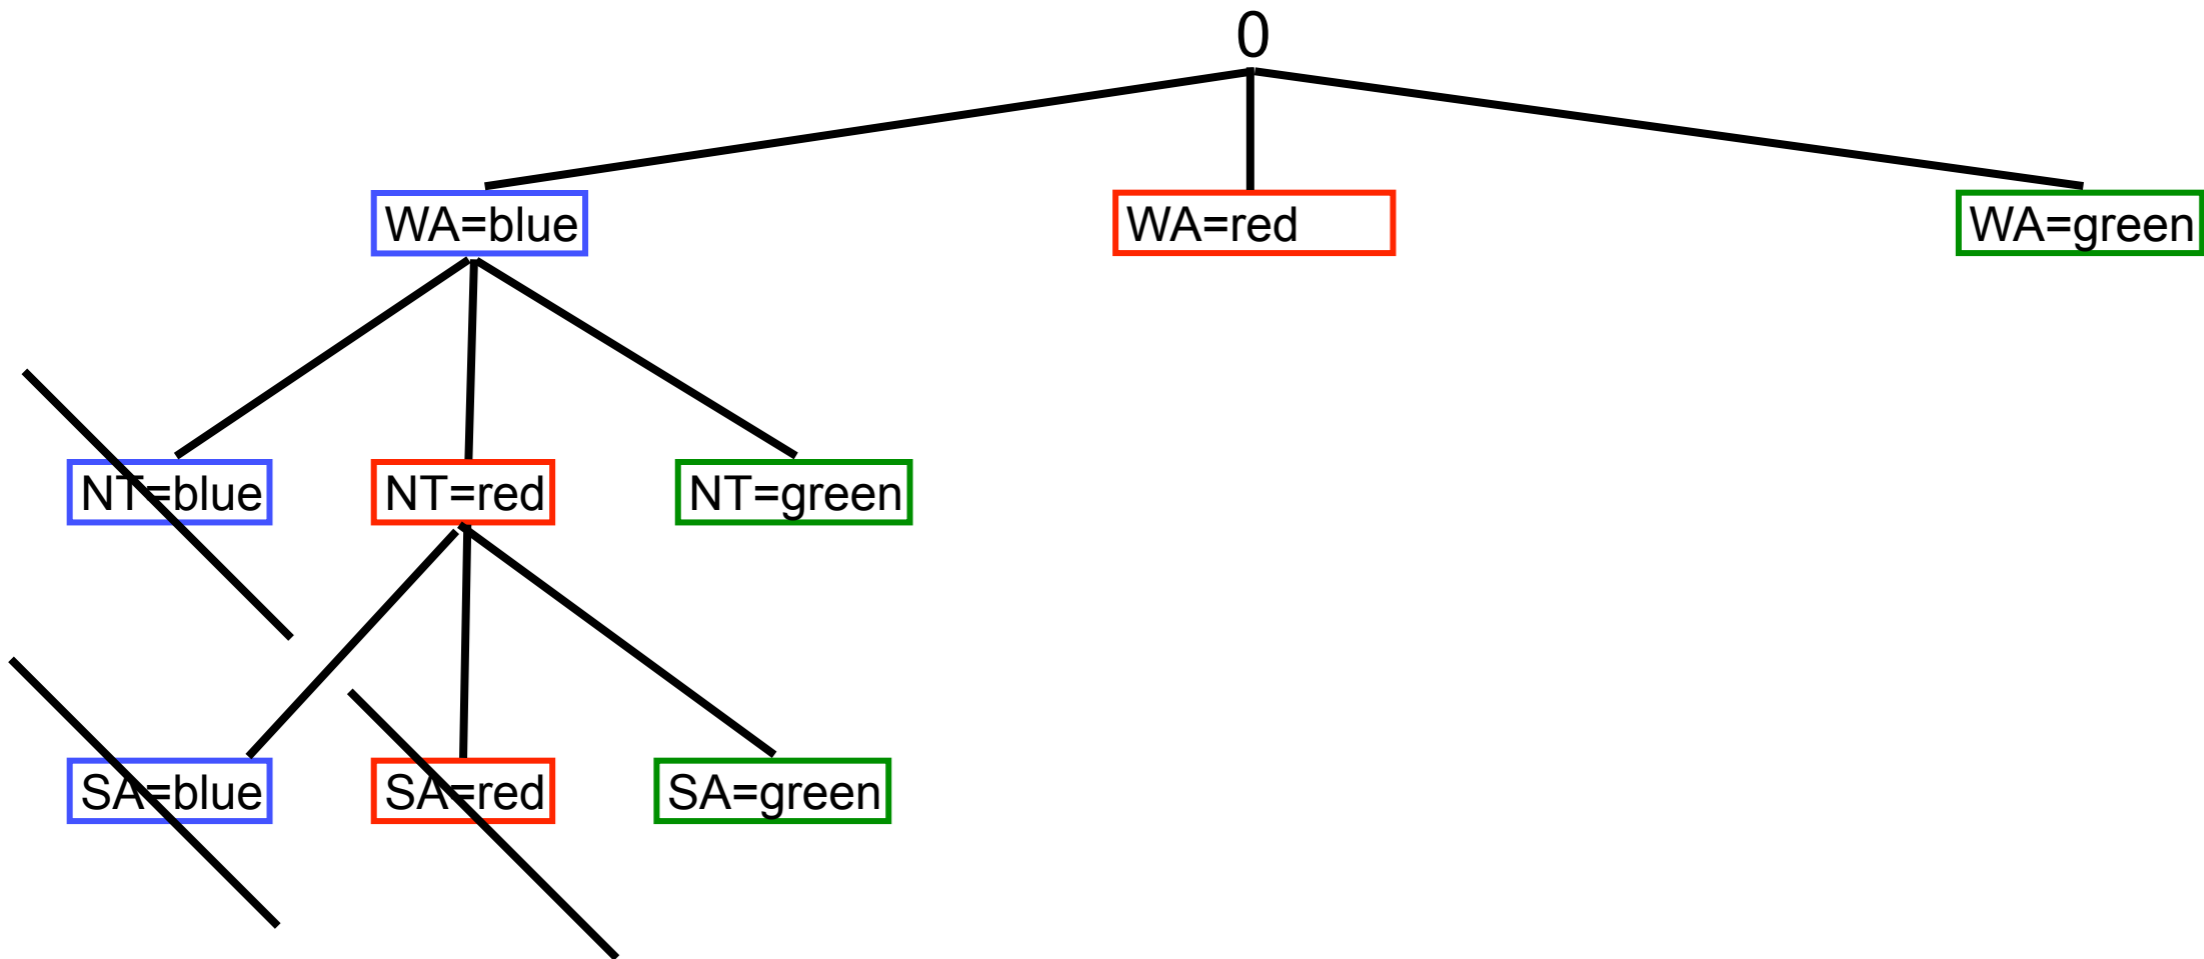 0
WA=blue
WA=red
WA=green
NT=blue
NT=red
NT=green
SA=blue
SA=red
SA=green